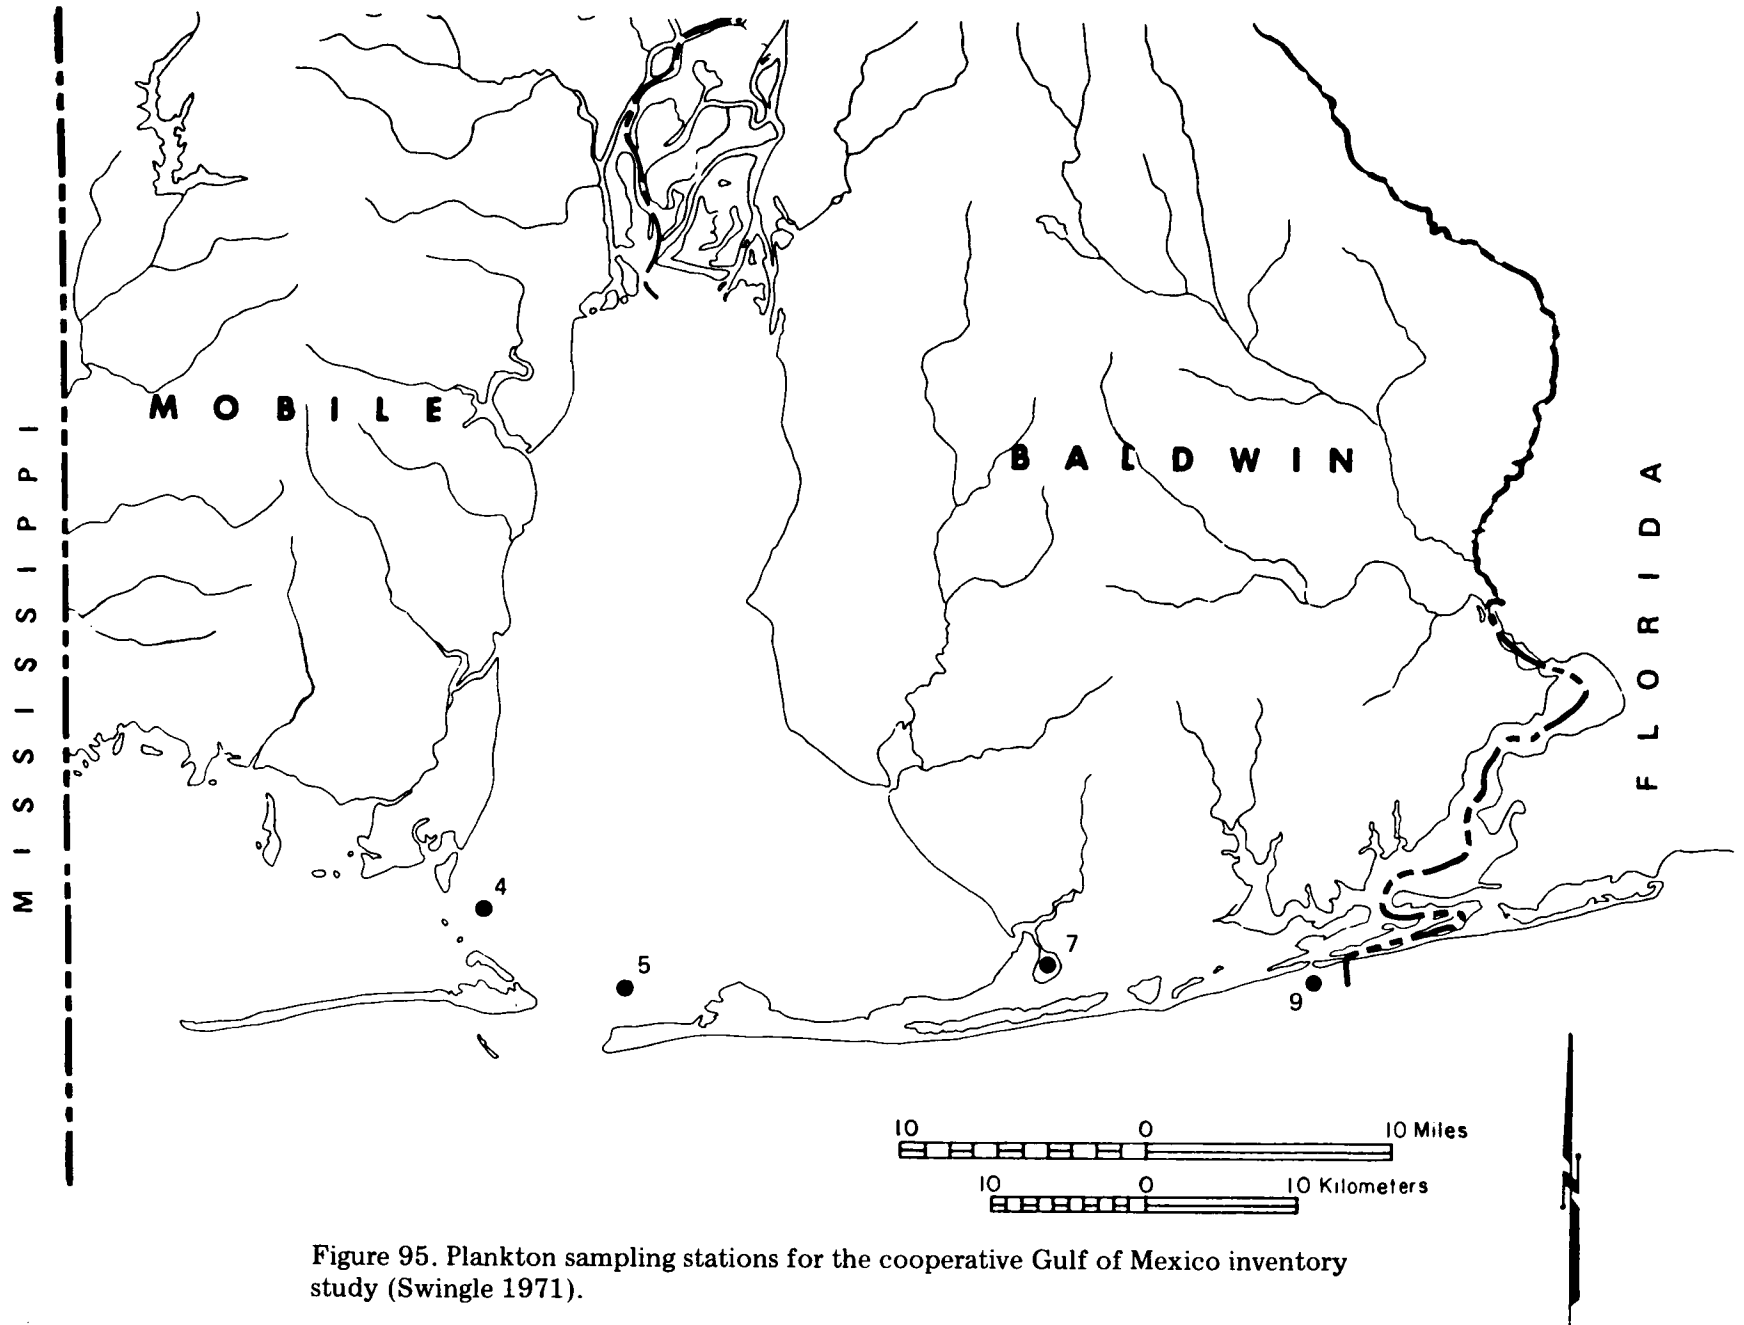 MOBILE
BALDWIN
MISSISSIPPI
FLORIDA
4
5
7
9
10 0 10 Miles
10 0 10 Kilometers
N
Figure 95. Plankton sampling stations for the cooperative Gulf of Mexico inventory
study (Swingle 1971).